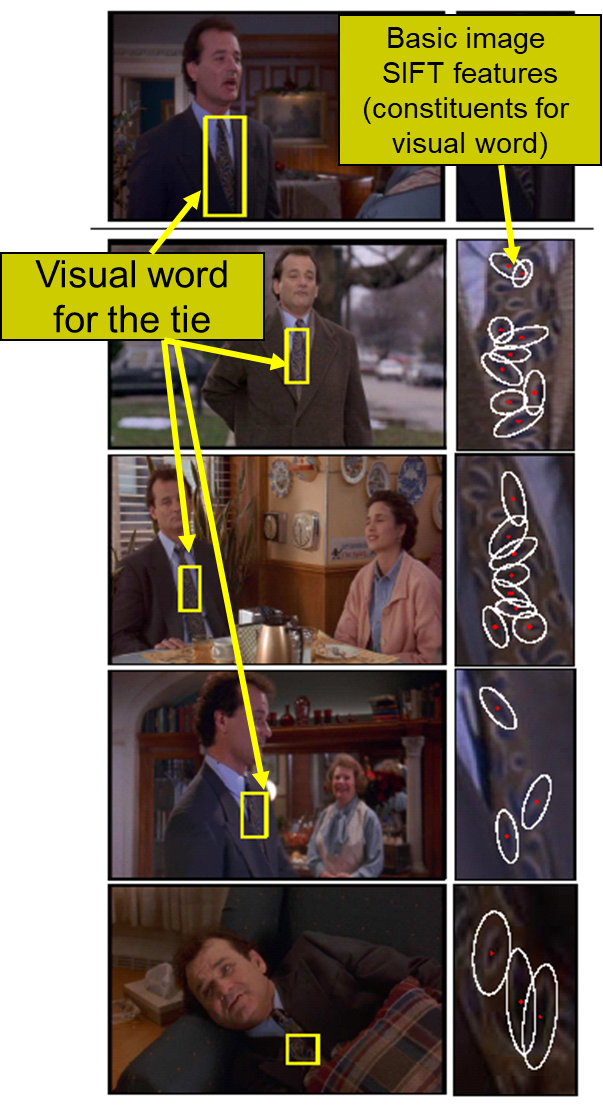 Basic image
SIFT features
(constituents for
visual word)
Visual word
for the tie